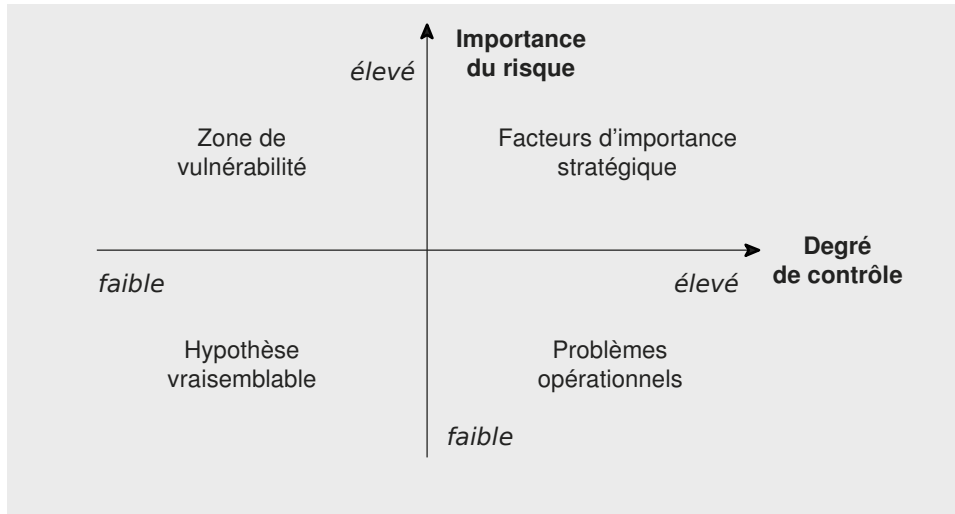 Importance
du risque
élevé
Zone de
vulnérabilité
Facteurs d'importance
stratégique
Degré
de contrôle
faible
élevé
Hypothèse
vraisemblable
Problèmes
opérationnels
faible